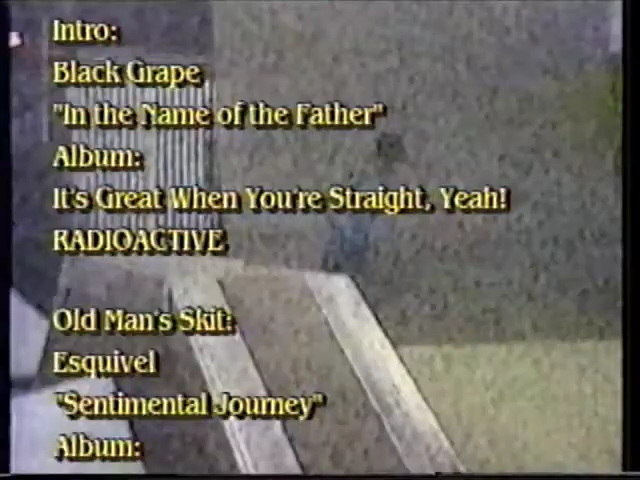 Intro:
Black Grape
"In the Name of the Father"
Album:
It's Great When You're Straight, Yeah!
RADIOACTIVE
Old Man's Skit:
Esquivel
"Sentimental Journey"
Album: